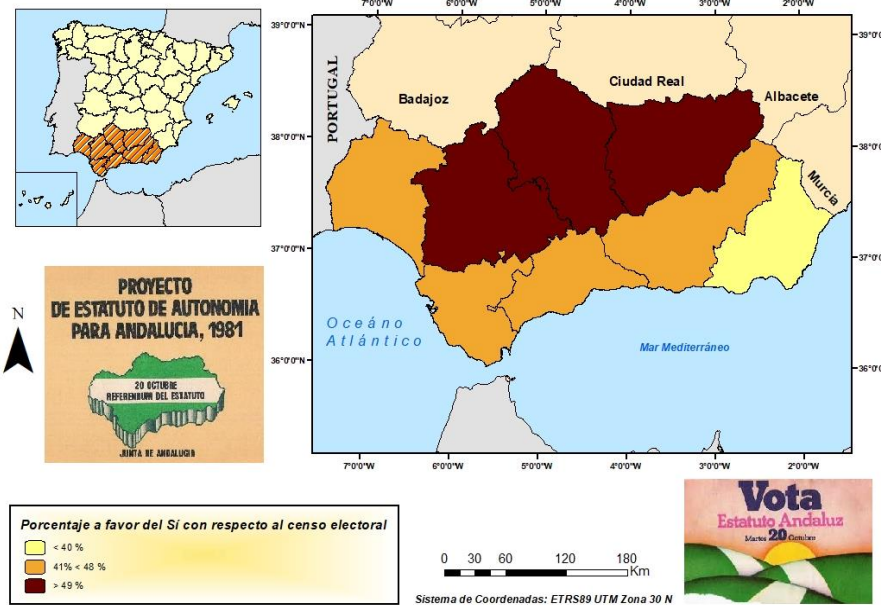 7°0'0"W 6°0'0"W 5°0'0"W 4°0'0"W 3°0'0"W 2°0'0"W
39°0'0"N
38°0'0"N
37°0'0"N
36°0'0"N
39°0'0"N
38°0'0"N
37°0'0"N
36°0'0"N
PORTUGAL
Badajoz
Ciudad Real
Albacete
Murcia
Oceáno
Atlántico
Mar Mediterráneo
7°0'0"W 6°0'0"W 5°0'0"W 4°0'0"W 3°0'0"W 2°0'0"W
N
PROYECTO
DE ESTATUTO DE AUTONOMIA
PARA ANDALUCIA, 1981
20 OCTUBRE
REFERENDUM DEL ESTATUTO
JUNTA DE ANDALUCIA
Porcentaje a favor del Sí con respecto al censo electoral
< 40 %
41% < 48 %
> 49 %
0 30 60 120 180
Km
Sistema de Coordenadas: ETRS89 UTM Zona 30 N
Vota
Estatuto Andaluz
Martes 20 Octubre